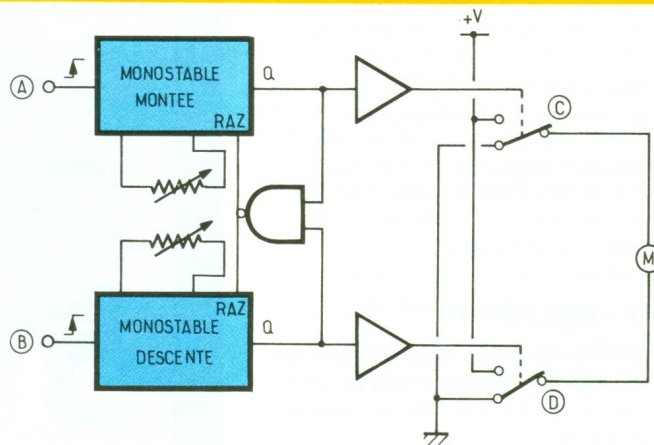 +V
A
MONOSTABLE
MONTEE
Q
RAZ
C
M
RAZ
B
MONOSTABLE
DESCENTE
Q
D